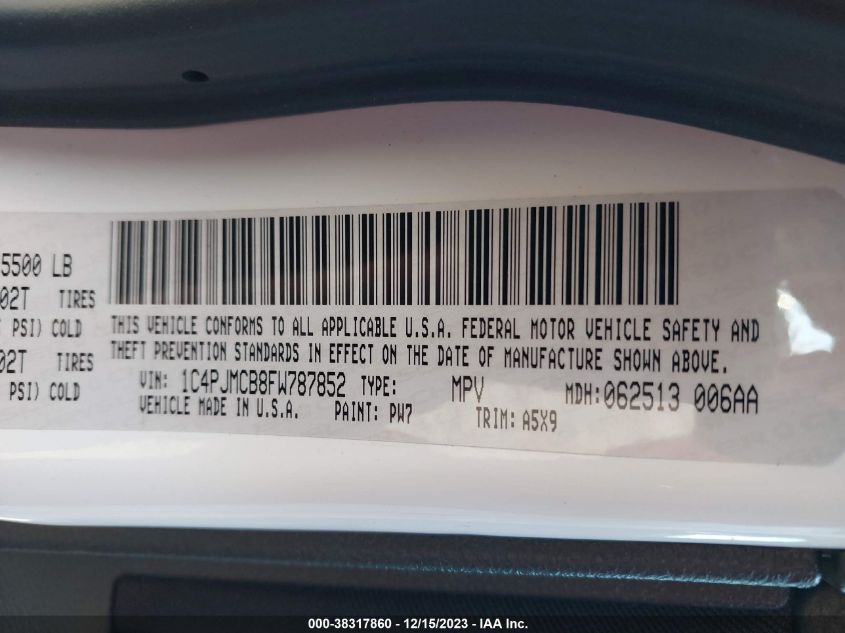 5500 LB
02T TIRES
PSI) COLD
02T TIRES
PSI) COLD
THIS VEHICLE CONFORMS TO ALL APPLICABLE U.S.A. FEDERAL MOTOR VEHICLE SAFETY AND
THEFT PREVENTION STANDARDS IN EFFECT ON THE DATE OF MANUFACTURE SHOWN ABOVE.
VIN: 1C4PJMCB8FW787852 TYPE: MPV MDH:062513 006AA
VEHICLE MADE IN U.S.A. PAINT: PW7 TRIM: A5X9
000-38317860 - 12/15/2023 - IAA Inc.